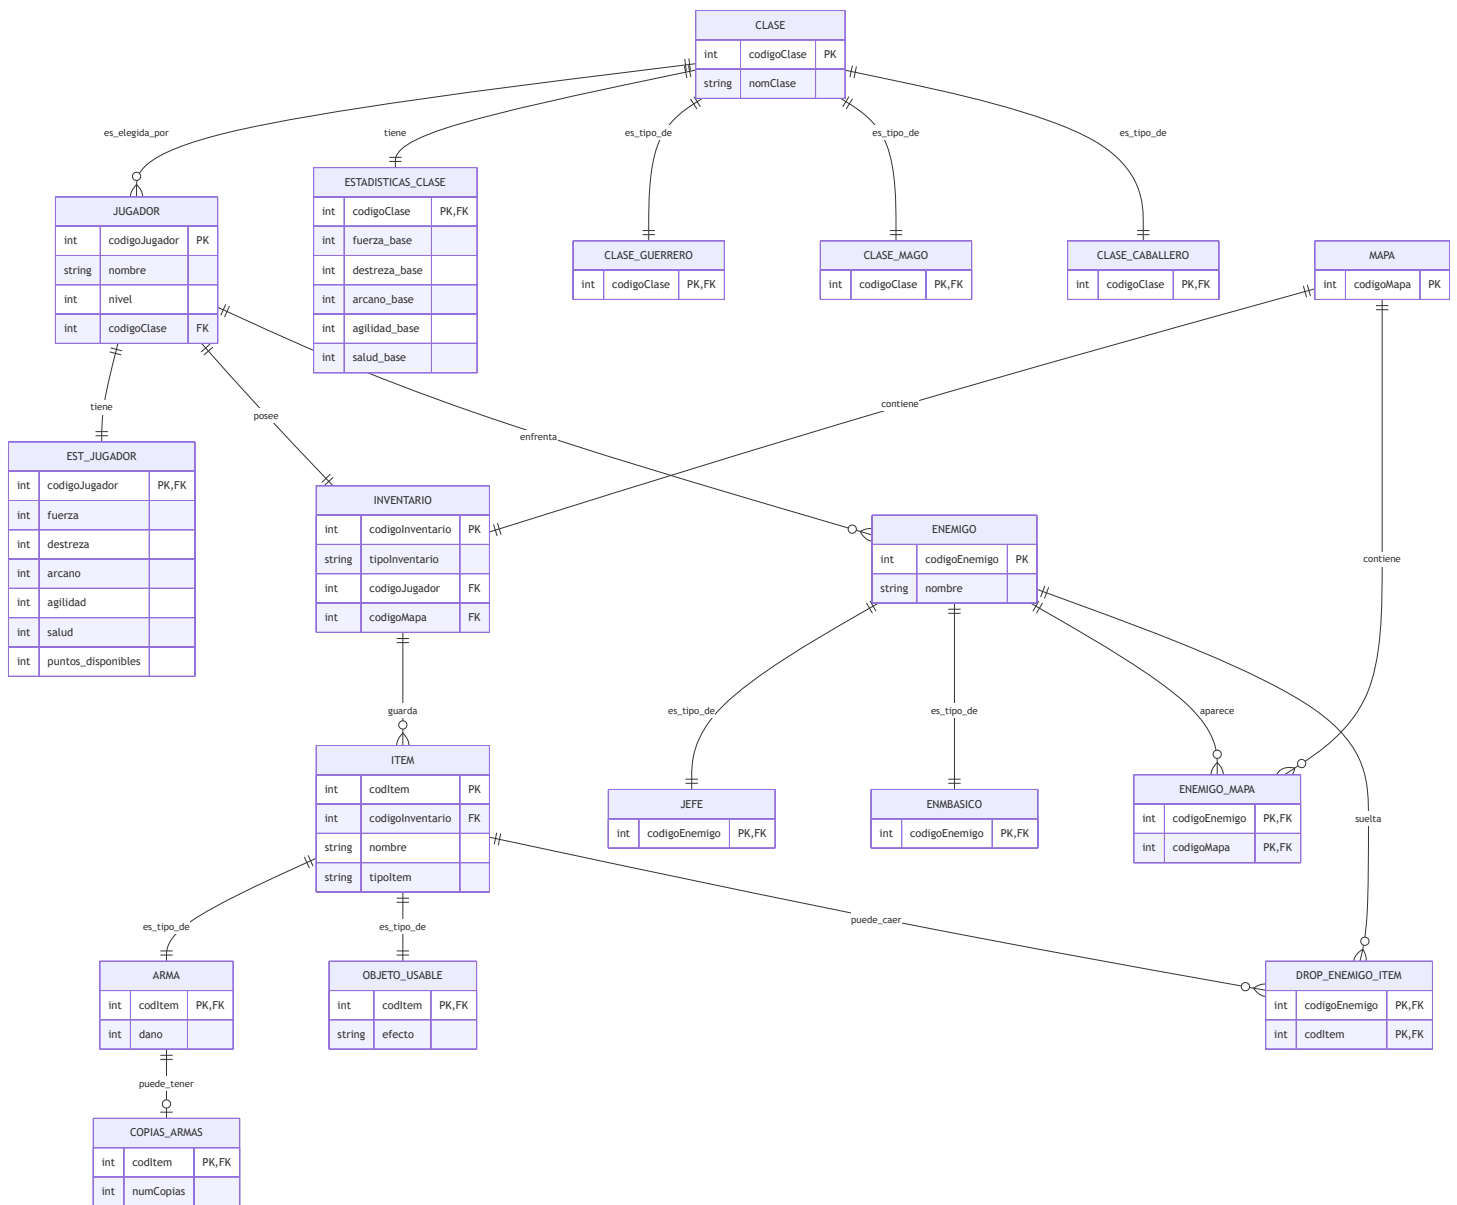 CLASE
int codigoClase PK
string nomClase
es_elegida_por
tiene
es_tipo_de
es_tipo_de
es_tipo_de
JUGADOR
int codigoJugador PK
string nombre
int nivel
int codigoClase FK
ESTADISTICAS_CLASE
int codigoClase PK,FK
int fuerza_base
int destreza_base
int arcano_base
int agilidad_base
int salud_base
CLASE_GUERRERO
int codigoClase PK,FK
CLASE_MAGO
int codigoClase PK,FK
CLASE_CABALLERO
int codigoClase PK,FK
MAPA
int codigoMapa PK
tiene
posee
enfrenta
contiene
contiene
EST_JUGADOR
int codigoJugador PK,FK
int fuerza
int destreza
int arcano
int agilidad
int salud
int puntos_disponibles
INVENTARIO
int codigoInventario PK
string tipoInventario
int codigoJugador FK
int codigoMapa FK
ENEMIGO
int codigoEnemigo PK
string nombre
guarda
es_tipo_de
es_tipo_de
aparece
suelta
ITEM
int codItem PK
int codigoInventario FK
string nombre
string tipoItem
JEFE
int codigoEnemigo PK,FK
ENMBASICO
int codigoEnemigo PK,FK
ENEMIGO_MAPA
int codigoEnemigo PK,FK
int codigoMapa PK,FK
es_tipo_de
es_tipo_de
puede_caer
ARMA
int codItem PK,FK
int dano
OBJETO_USABLE
int codItem PK,FK
string efecto
DROP_ENEMIGO_ITEM
int codigoEnemigo PK,FK
int codItem PK,FK
puede_tener
COPIAS_ARMAS
int codItem PK,FK
int numCopias